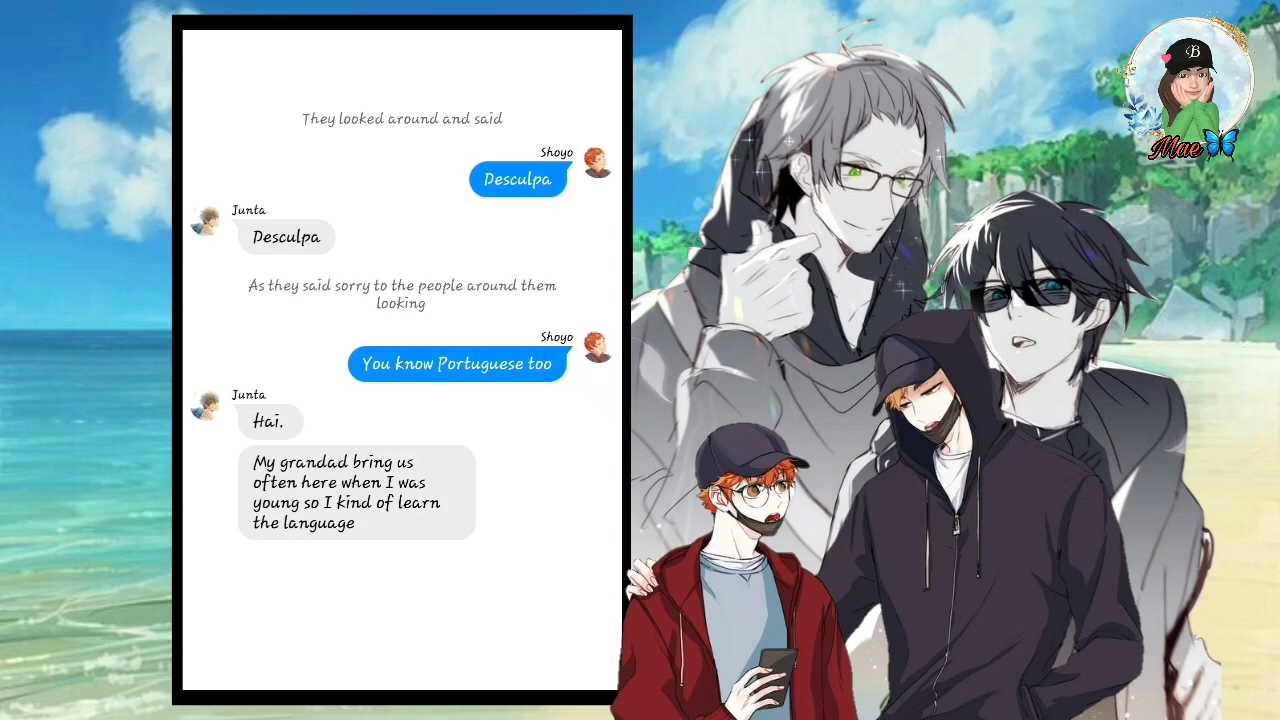 They looked around and said
Shoyo
Desculpa
Junta
Desculpa
As they said sorry to the people around them
looking
Shoyo
You know Portuguese too
Junta
Hai.
My grandad bring us
often here when I was
young so I kind of learn
the language
B
Mae